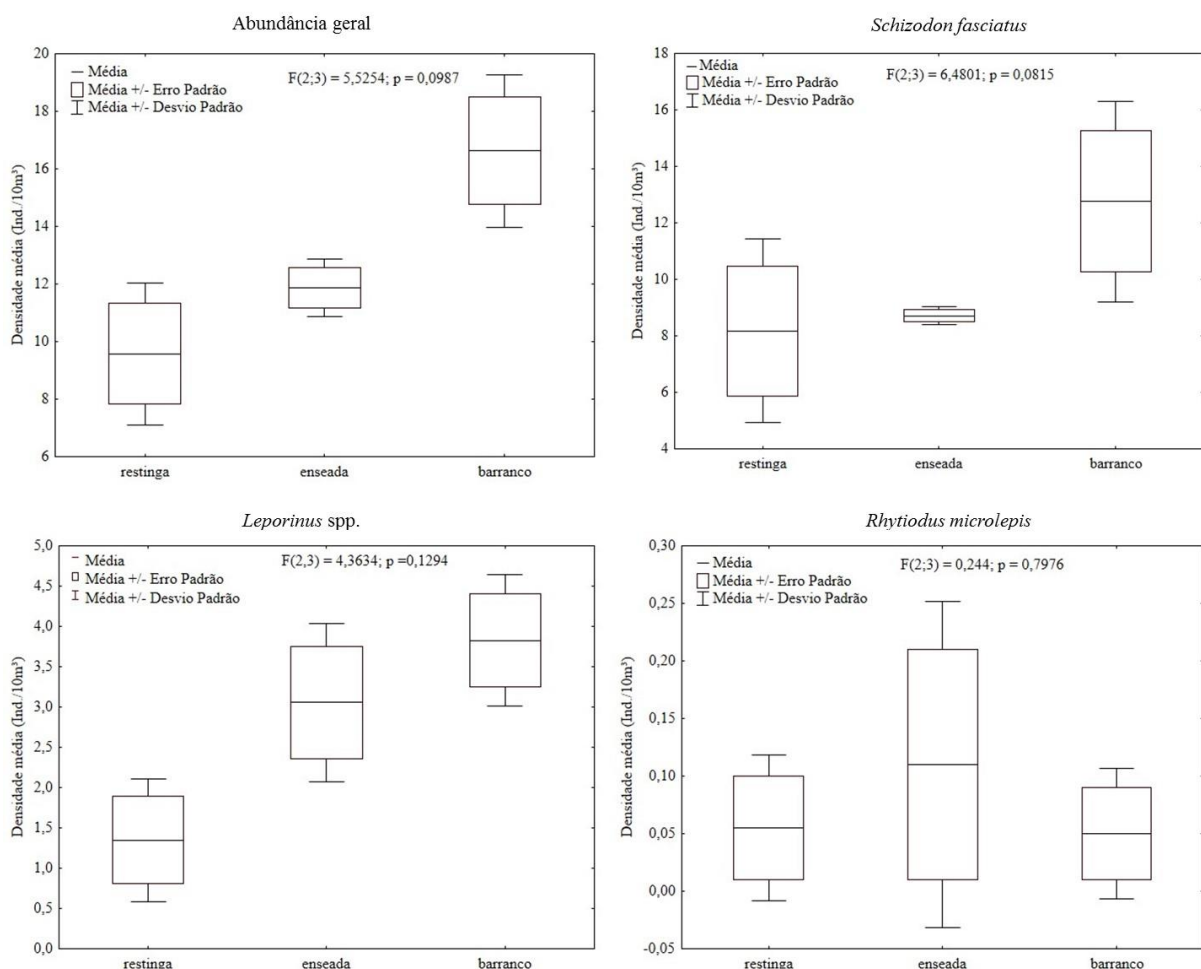 Abundância geral
Média
Média +/- Erro Padrão
Média +/- Desvio Padrão
F(2;3) = 5,5254; p = 0,0987
Densidade média (Ind./10m³)
20
18
16
14
12
10
8
6
restinga
enseada
barranco
Schizodon fasciatus
Média
Média +/- Erro Padrão
Média +/- Desvio Padrão
F(2;3) = 6,4801; p = 0,0815
Densidade média (Ind./10m³)
18
16
14
12
10
8
6
4
restinga
enseada
barranco
Leporinus spp.
Média
Média +/- Erro Padrão
Média +/- Desvio Padrão
F(2,3) = 4,3634; p =0,1294
Densidade média (Ind./10m³)
5,0
4,5
4,0
3,5
3,0
2,5
2,0
1,5
1,0
0,5
0,0
restinga
enseada
barranco
Rhytiodus microlepis
Média
Média +/- Erro Padrão
Média +/- Desvio Padrão
F(2;3) = 0,244; p = 0,7976
Densidade média (Ind./10m³)
0,30
0,25
0,20
0,15
0,10
0,05
0,00
-0,05
restinga
enseada
barranco